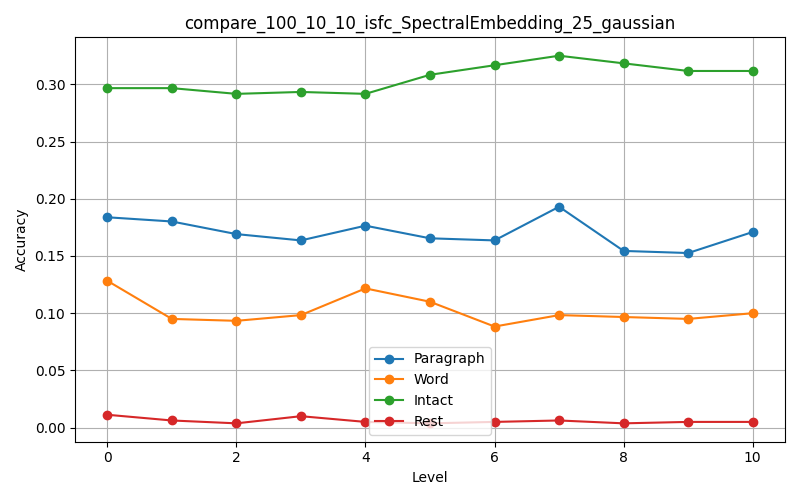 compare_100_10_10_isfc_SpectralEmbedding_25_gaussian
0.30
0.25
0.20
0.15
0.10
0.05
0.00
Accuracy
Paragraph
Word
Intact
Rest
0 2 4 6 8 10
Level